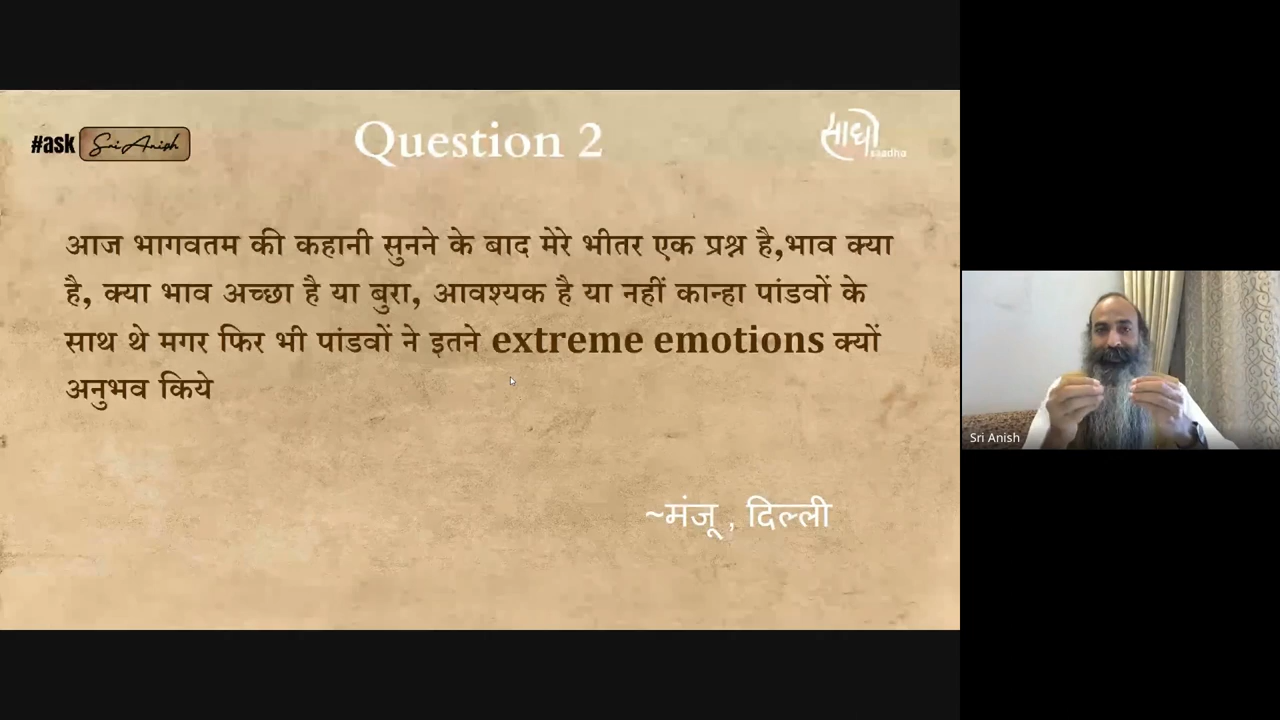 #ask Sri Anish
Question 2
साधो
saadho
आज भागवतम की कहानी सुनने के बाद मेरे भीतर एक प्रश्न है,भाव क्या
है, क्या भाव अच्छा है या बुरा, आवश्यक है या नहीं कान्हा पांडवों के
साथ थे मगर फिर भी पांडवों ने इतने extreme emotions क्यों
अनुभव किये
~मंजू , दिल्ली
Sri Anish